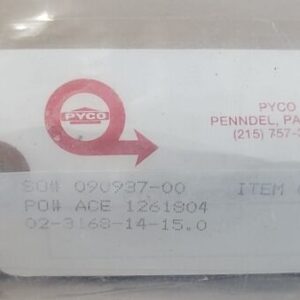 PYCO
PYCO
PENNDEL, PA
(215) 757-
SO# 090937-00 ITEM
PO# ACE 1261804
02-3168-14-15.0